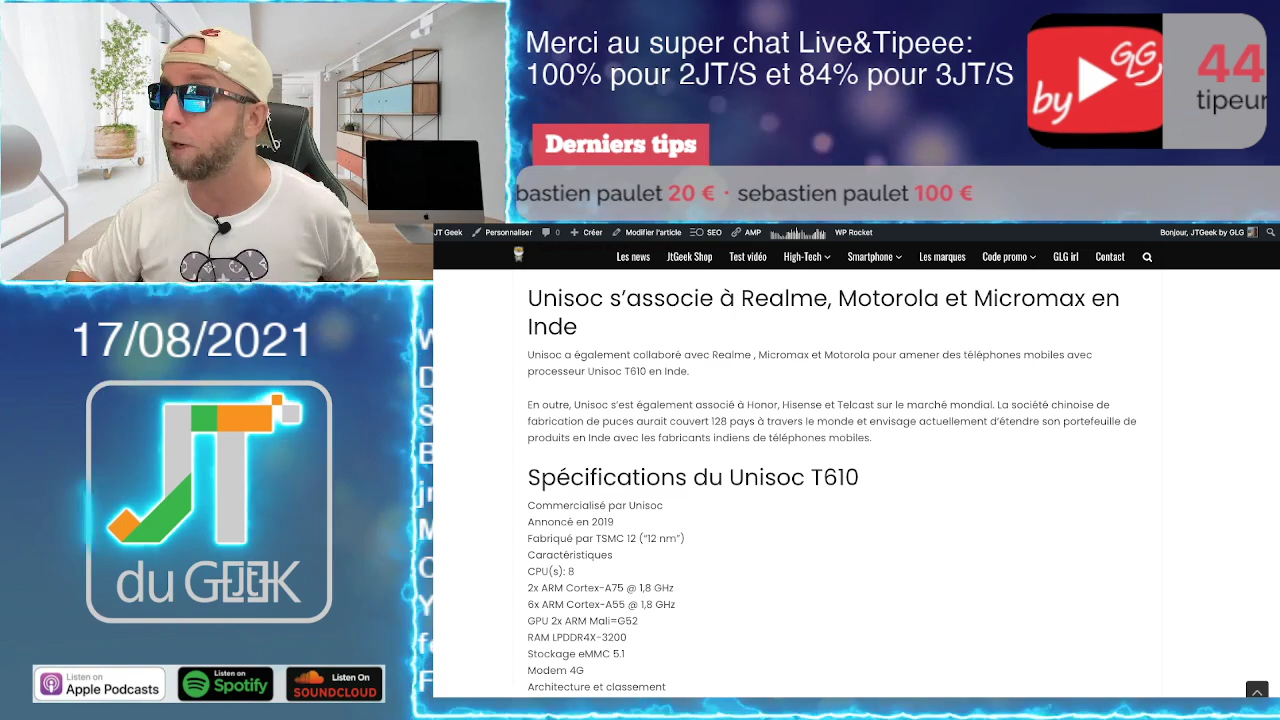 Merci au super chat Live&Tipeee:
100% pour 2JT/S et 84% pour 3JT/S
by
GLG
44
tipeur
Derniers tips
bastien paulet 20 € · sebastien paulet 100 €
JT Geek Personnaliser 0 Créer Modifier l'article SEO AMP WP Rocket Bonjour, JTGeek by GLG
Les news JtGeek Shop Test vidéo High-Tech Smartphone Les marques Code promo GLG irl Contact
Unisoc s’associe à Realme, Motorola et Micromax en
Inde
Unisoc a également collaboré avec Realme , Micromax et Motorola pour amener des téléphones mobiles avec
processeur Unisoc T610 en Inde.
En outre, Unisoc s’est également associé à Honor, Hisense et Telcast sur le marché mondial. La société chinoise de
fabrication de puces aurait couvert 128 pays à travers le monde et envisage actuellement d’étendre son portefeuille de
produits en Inde avec les fabricants indiens de téléphones mobiles.
Spécifications du Unisoc T610
Commercialisé par Unisoc
Annoncé en 2019
Fabriqué par TSMC 12 (“12 nm”)
Caractéristiques
CPU(s): 8
2x ARM Cortex-A75 @ 1,8 GHz
6x ARM Cortex-A55 @ 1,8 GHz
GPU 2x ARM Mali=G52
RAM LPDDR4X-3200
Stockage eMMC 5.1
Modem 4G
Architecture et classement
17/08/2021
JT
du GEEK
Listen on
Apple Podcasts
Listen on
Spotify
Listen On
SOUNDCLOUD